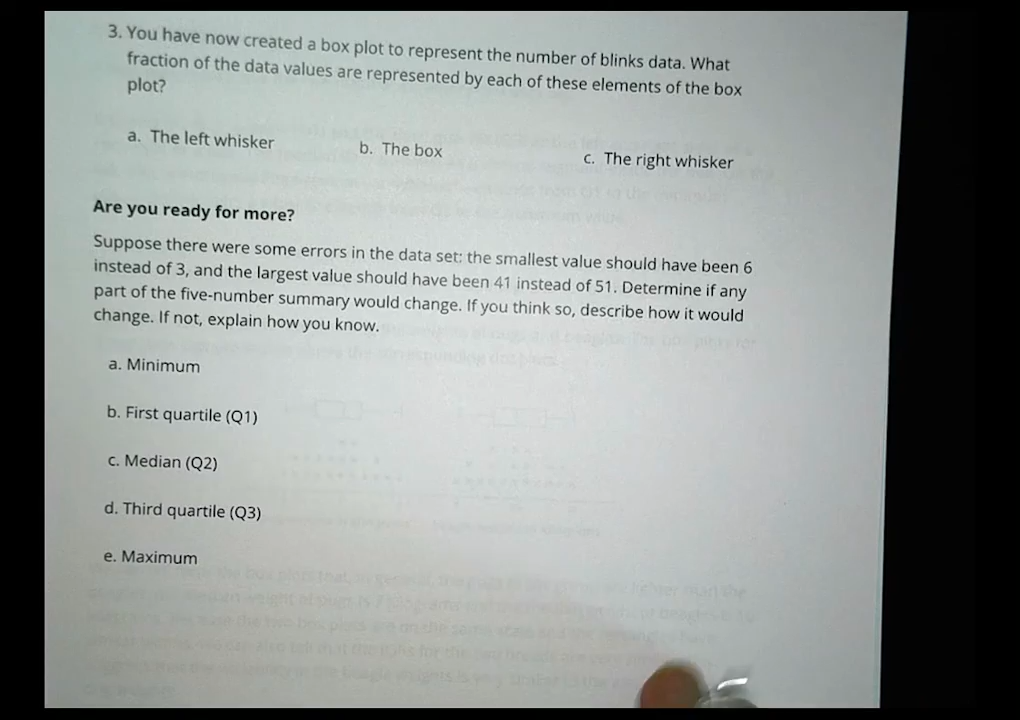 3. You have now created a box plot to represent the number of blinks data. What
fraction of the data values are represented by each of these elements of the box
plot?
a. The left whisker
b. The box
c. The right whisker
Are you ready for more?
Suppose there were some errors in the data set: the smallest value should have been 6
instead of 3, and the largest value should have been 41 instead of 51. Determine if any
part of the five-number summary would change. If you think so, describe how it would
change. If not, explain how you know.
a. Minimum
b. First quartile (Q1)
c. Median (Q2)
d. Third quartile (Q3)
e. Maximum